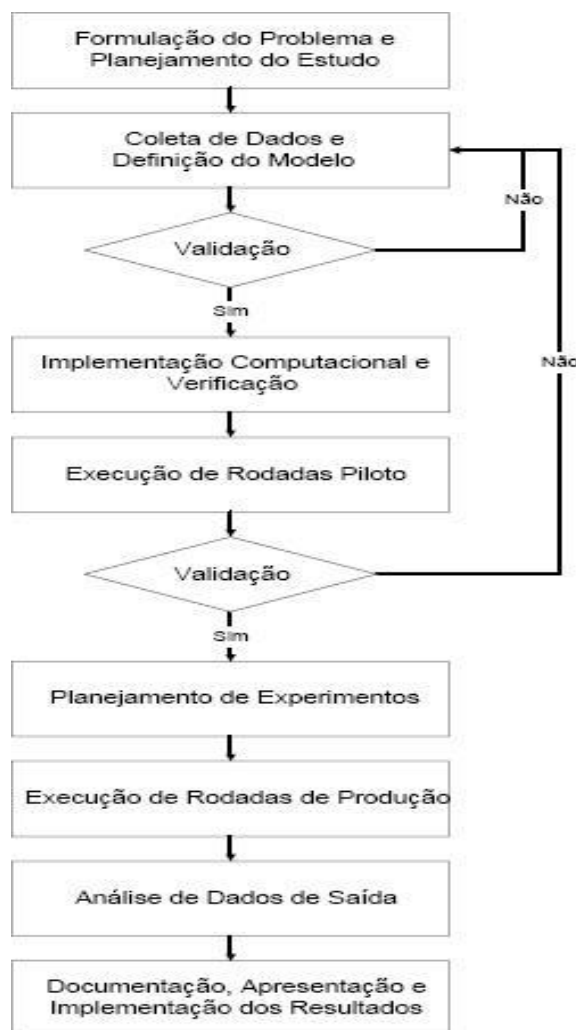 Formulação do Problema e
Planejamento do Estudo
Coleta de Dados e
Definição do Modelo
Não
Validação
Sim
Implementação Computacional e
Verificação
Não
Execução de Rodadas Piloto
Validação
Sim
Planejamento de Experimentos
Execução de Rodadas de Produção
Análise de Dados de Saída
Documentação, Apresentação e
Implementação dos Resultados